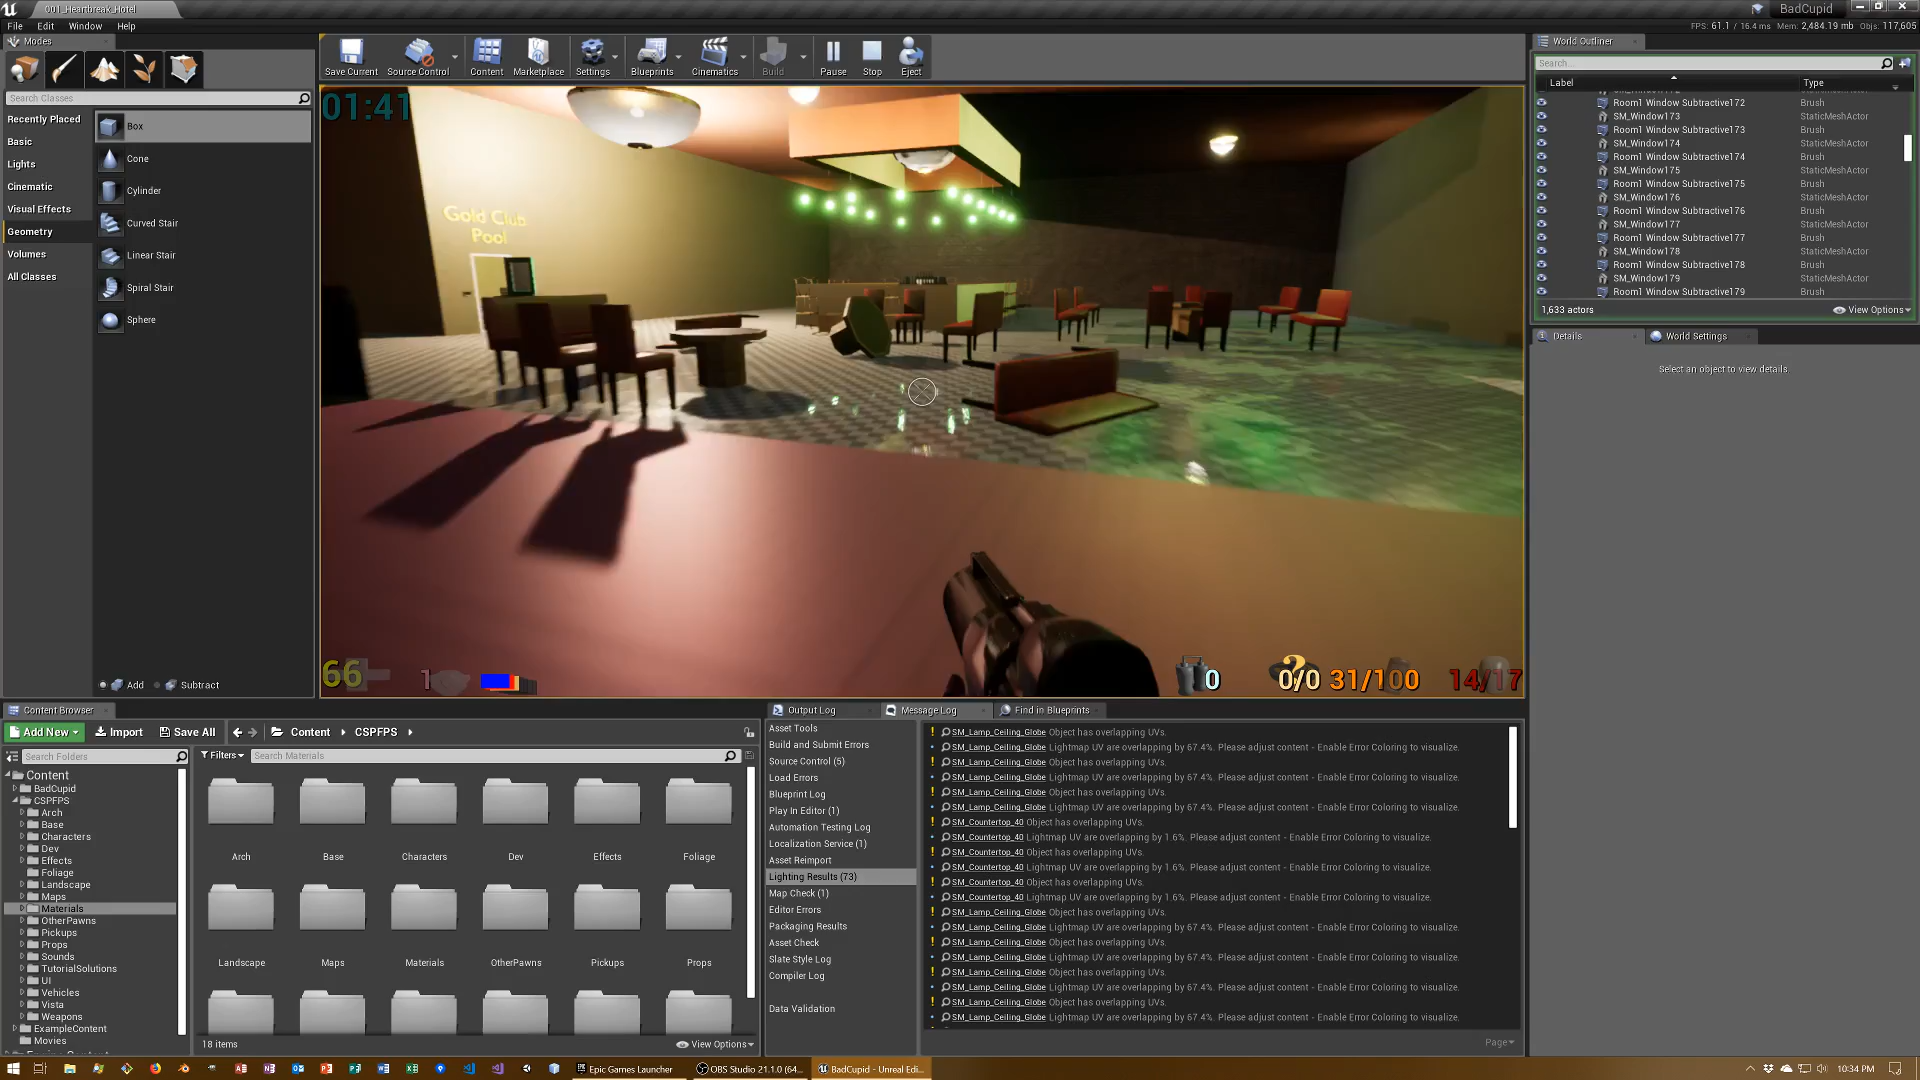 001_Heartbreak_Hotel
BadCupid
File Edit Window Help
FPS: 61.1 / 16.4 ms Mem: 2,484.19 mb Objs: 117,605
Modes
Save Current
Source Control
Content
Marketplace
Settings
Blueprints
Cinematics
Build
Pause
Stop
Eject
Search Classes
Recently Placed
Basic
Lights
Cinematic
Visual Effects
Geometry
Volumes
All Classes
Box
Cone
Cylinder
Curved Stair
Linear Stair
Spiral Stair
Sphere
Add
Subtract
01:41
Gold Club
Pool
66
1
0
0/0
31/100
14/17
World Outliner
Search...
Label
Type
Room1 Window Subtractive172 Brush
SM_Window173 StaticMeshActor
Room1 Window Subtractive173 Brush
SM_Window174 StaticMeshActor
Room1 Window Subtractive174 Brush
SM_Window175 StaticMeshActor
Room1 Window Subtractive175 Brush
SM_Window176 StaticMeshActor
Room1 Window Subtractive176 Brush
SM_Window177 StaticMeshActor
Room1 Window Subtractive177 Brush
SM_Window178 StaticMeshActor
Room1 Window Subtractive178 Brush
SM_Window179 StaticMeshActor
Room1 Window Subtractive179 Brush
1,633 actors
View Options
Details
World Settings
Select an object to view details.
Content Browser
Add New
Import
Save All
Content
CSPFPS
Search Folders
Filters
Search Materials
Content
BadCupid
CSPFPS
Arch
Base
Characters
Dev
Effects
Foliage
Landscape
Maps
Materials
OtherPawns
Pickups
Props
Sounds
TutorialSolutions
UI
Vehicles
Vista
Weapons
ExampleContent
Movies
Arch
Base
Characters
Dev
Effects
Foliage
Landscape
Maps
Materials
OtherPawns
Pickups
Props
18 items
View Options
Output Log
Message Log
Find in Blueprints
Asset Tools
Build and Submit Errors
Source Control (5)
Load Errors
Blueprint Log
Play In Editor (1)
Automation Testing Log
Localization Service (1)
Asset Reimport
Lighting Results (73)
Map Check (1)
Editor Errors
Packaging Results
Asset Check
Slate Style Log
Compiler Log
Data Validation
SM_Lamp_Ceiling_Globe Object has overlapping UVs.
SM_Lamp_Ceiling_Globe Lightmap UV are overlapping by 67.4%. Please adjust content - Enable Error Coloring to visualize.
SM_Lamp_Ceiling_Globe Object has overlapping UVs.
SM_Lamp_Ceiling_Globe Lightmap UV are overlapping by 67.4%. Please adjust content - Enable Error Coloring to visualize.
SM_Lamp_Ceiling_Globe Object has overlapping UVs.
SM_Lamp_Ceiling_Globe Lightmap UV are overlapping by 67.4%. Please adjust content - Enable Error Coloring to visualize.
SM_Countertop_40 Object has overlapping UVs.
SM_Countertop_40 Lightmap UV are overlapping by 1.6%. Please adjust content - Enable Error Coloring to visualize.
SM_Countertop_40 Object has overlapping UVs.
SM_Countertop_40 Lightmap UV are overlapping by 1.6%. Please adjust content - Enable Error Coloring to visualize.
SM_Countertop_40 Object has overlapping UVs.
SM_Countertop_40 Lightmap UV are overlapping by 1.6%. Please adjust content - Enable Error Coloring to visualize.
SM_Lamp_Ceiling_Globe Object has overlapping UVs.
SM_Lamp_Ceiling_Globe Lightmap UV are overlapping by 67.4%. Please adjust content - Enable Error Coloring to visualize.
SM_Lamp_Ceiling_Globe Object has overlapping UVs.
SM_Lamp_Ceiling_Globe Lightmap UV are overlapping by 67.4%. Please adjust content - Enable Error Coloring to visualize.
SM_Lamp_Ceiling_Globe Object has overlapping UVs.
SM_Lamp_Ceiling_Globe Lightmap UV are overlapping by 67.4%. Please adjust content - Enable Error Coloring to visualize.
SM_Lamp_Ceiling_Globe Object has overlapping UVs.
SM_Lamp_Ceiling_Globe Lightmap UV are overlapping by 67.4%. Please adjust content - Enable Error Coloring to visualize.
Page
Epic Games Launcher
OBS Studio 21.1.0 (64...
BadCupid - Unreal Edi...
10:34 PM